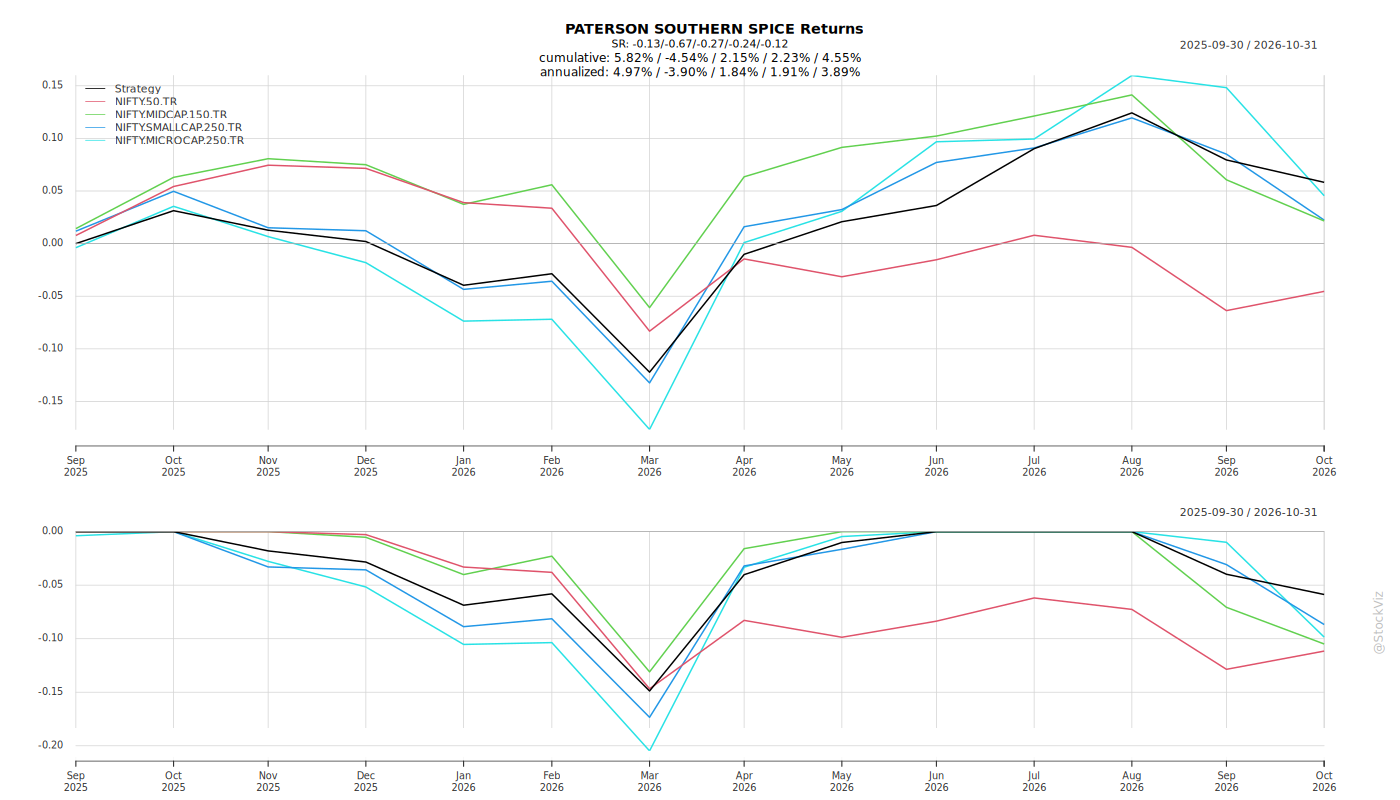 PATERSON SOUTHERN SPICE Returns
SR: -0.13/-0.67/-0.27/-0.24/-0.12
cumulative: 5.82% / -4.54% / 2.15% / 2.23% / 4.55%
annualized: 4.97% / -3.90% / 1.84% / 1.91% / 3.89%
2025-09-30 / 2026-10-31
Strategy
NIFTY.50.TR
NIFTY.MIDCAP.150.TR
NIFTY.SMALLCAP.250.TR
NIFTY.MICROCAP.250.TR
0.15
0.10
0.05
0.00
-0.05
-0.10
-0.15
Sep Oct Nov Dec Jan Feb Mar Apr May Jun Jul Aug Sep Oct
2025 2025 2025 2025 2026 2026 2026 2026 2026 2026 2026 2026 2026 2026
2025-09-30 / 2026-10-31
0.00
-0.05
-0.10
-0.15
-0.20
Sep Oct Nov Dec Jan Feb Mar Apr May Jun Jul Aug Sep Oct
2025 2025 2025 2025 2026 2026 2026 2026 2026 2026 2026 2026 2026 2026
@StockViz